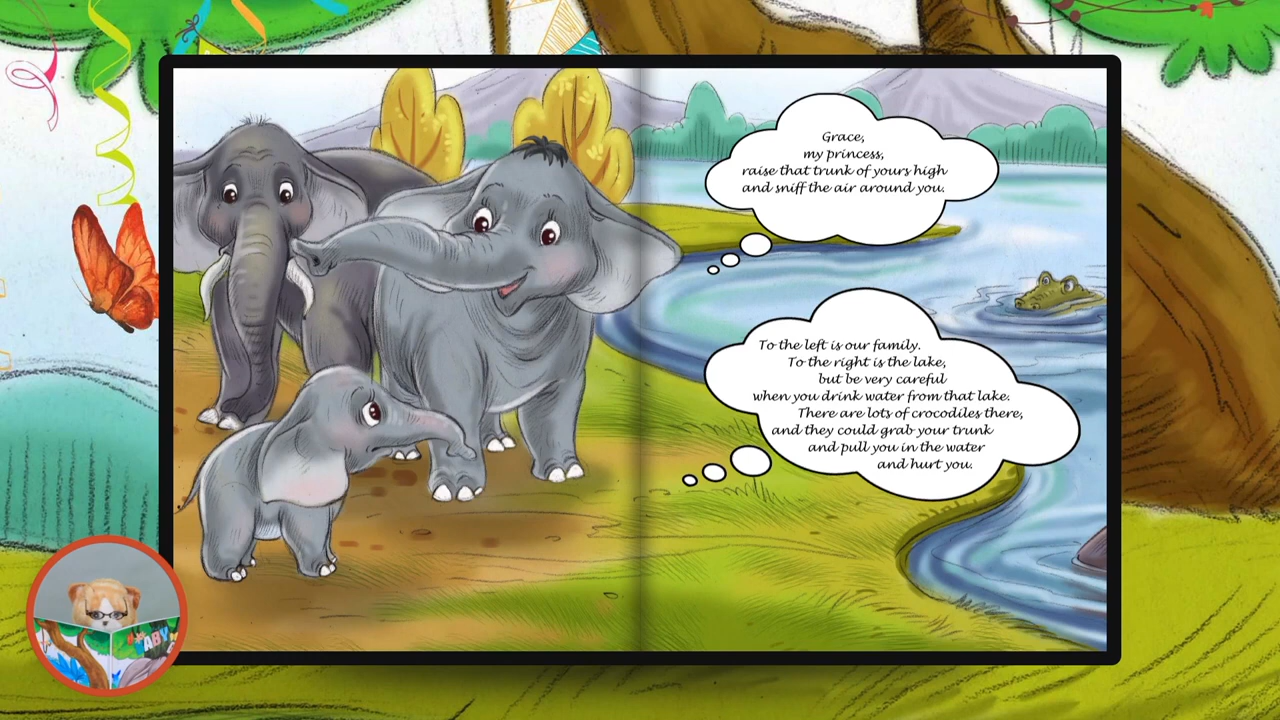 Grace,
my princess,
raise that trunk of yours high
and sniff the air around you.
To the left is our family.
To the right is the lake,
but be very careful
when you drink water from that lake.
There are lots of crocodiles there,
and they could grab your trunk
and pull you in the water
and hurt you.